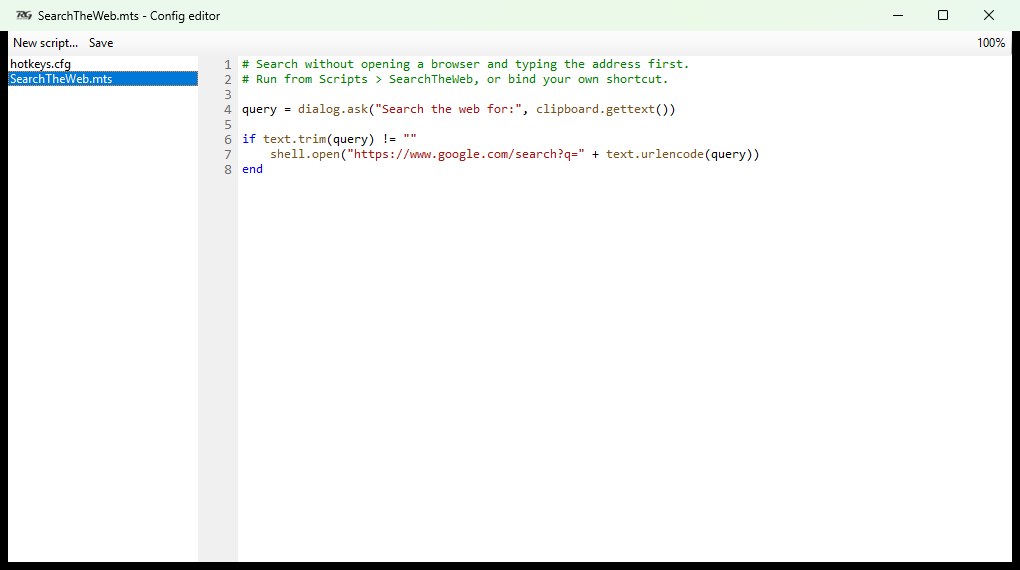 RG SearchTheWeb.mts - Config editor
New script... Save 100%
hotkeys.cfg
SearchTheWeb.mts
1 # Search without opening a browser and typing the address first.
2 # Run from Scripts > SearchTheWeb, or bind your own shortcut.
3
4 query = dialog.ask("Search the web for:", clipboard.gettext())
5
6 if text.trim(query) != ""
7     shell.open("https://www.google.com/search?q=" + text.urlencode(query))
8 end